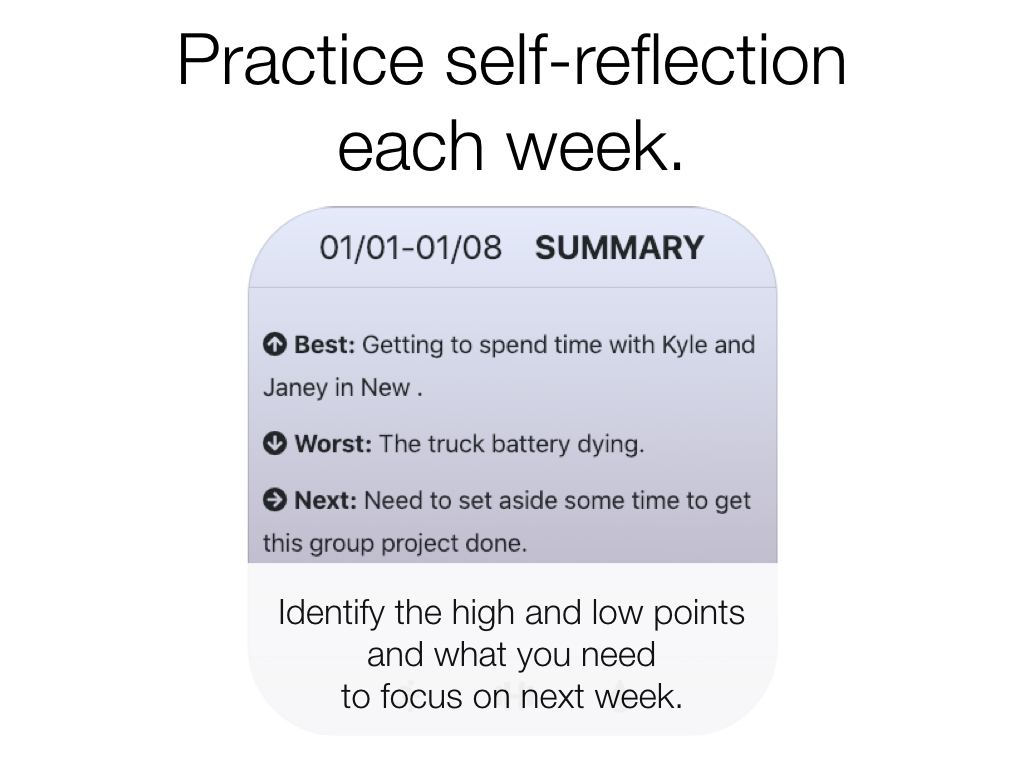 Practice self-reflection
each week.
01/01-01/08 SUMMARY
Best: Getting to spend time with Kyle and
Janey in New .
Worst: The truck battery dying.
Next: Need to set aside some time to get
this group project done.
Identify the high and low points
and what you need
to focus on next week.